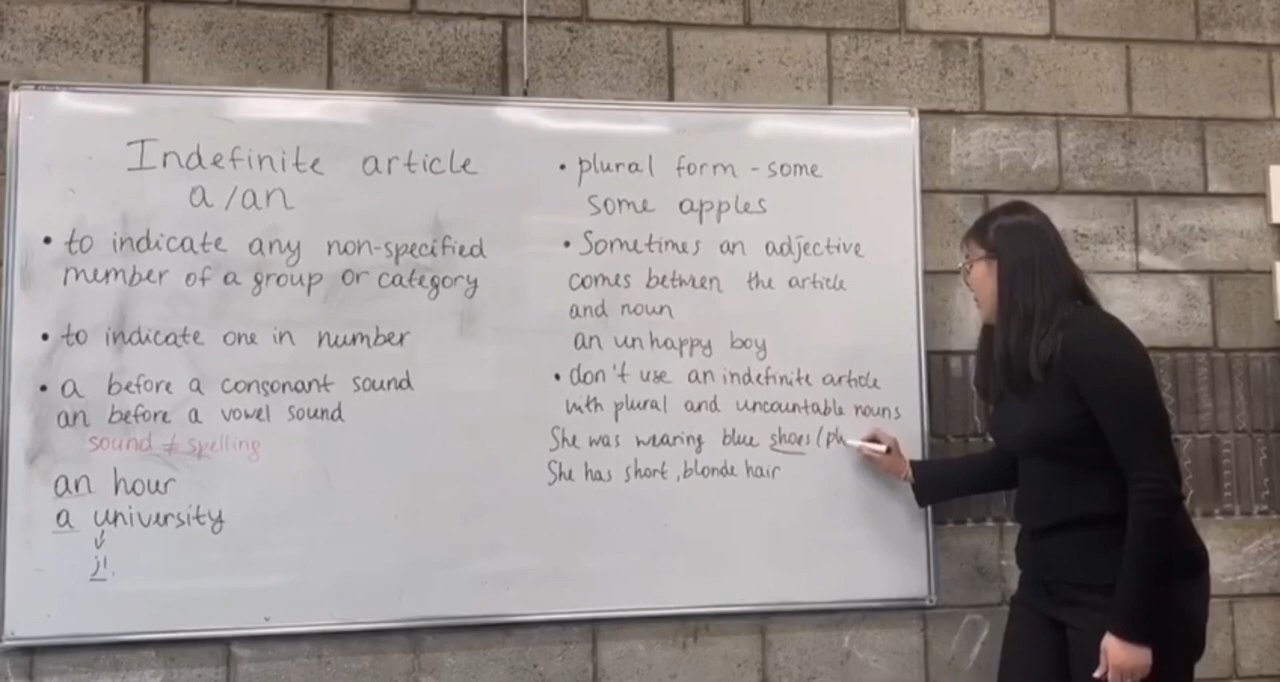 Indefinite article
a/an
• to indicate any non-specified
member of a group or category
• to indicate one in number
• a before a consonant sound
an before a vowel sound
sound ≠ spelling
an hour
a university
↓
j
• plural form - some
some apples
• Sometimes an adjective
comes between the article
and noun
an unhappy boy
• don't use an indefinite article
with plural and uncountable nouns
She was wearing blue shoes (plu
She has short, blonde hair